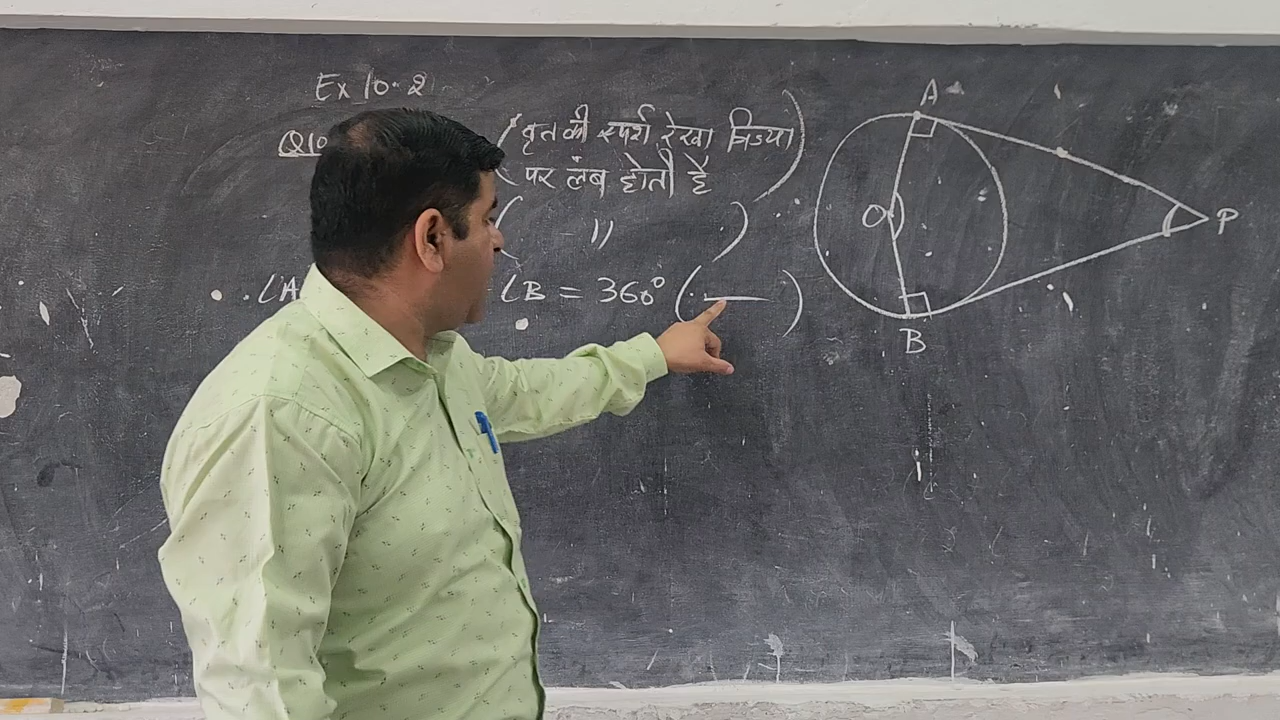 Ex 10.2
Q10
(वृत की स्पर्श रेखा त्रिज्या
पर लंब होती है)
( " )
∠A ∠B = 360° ( — )
A
O
P
B